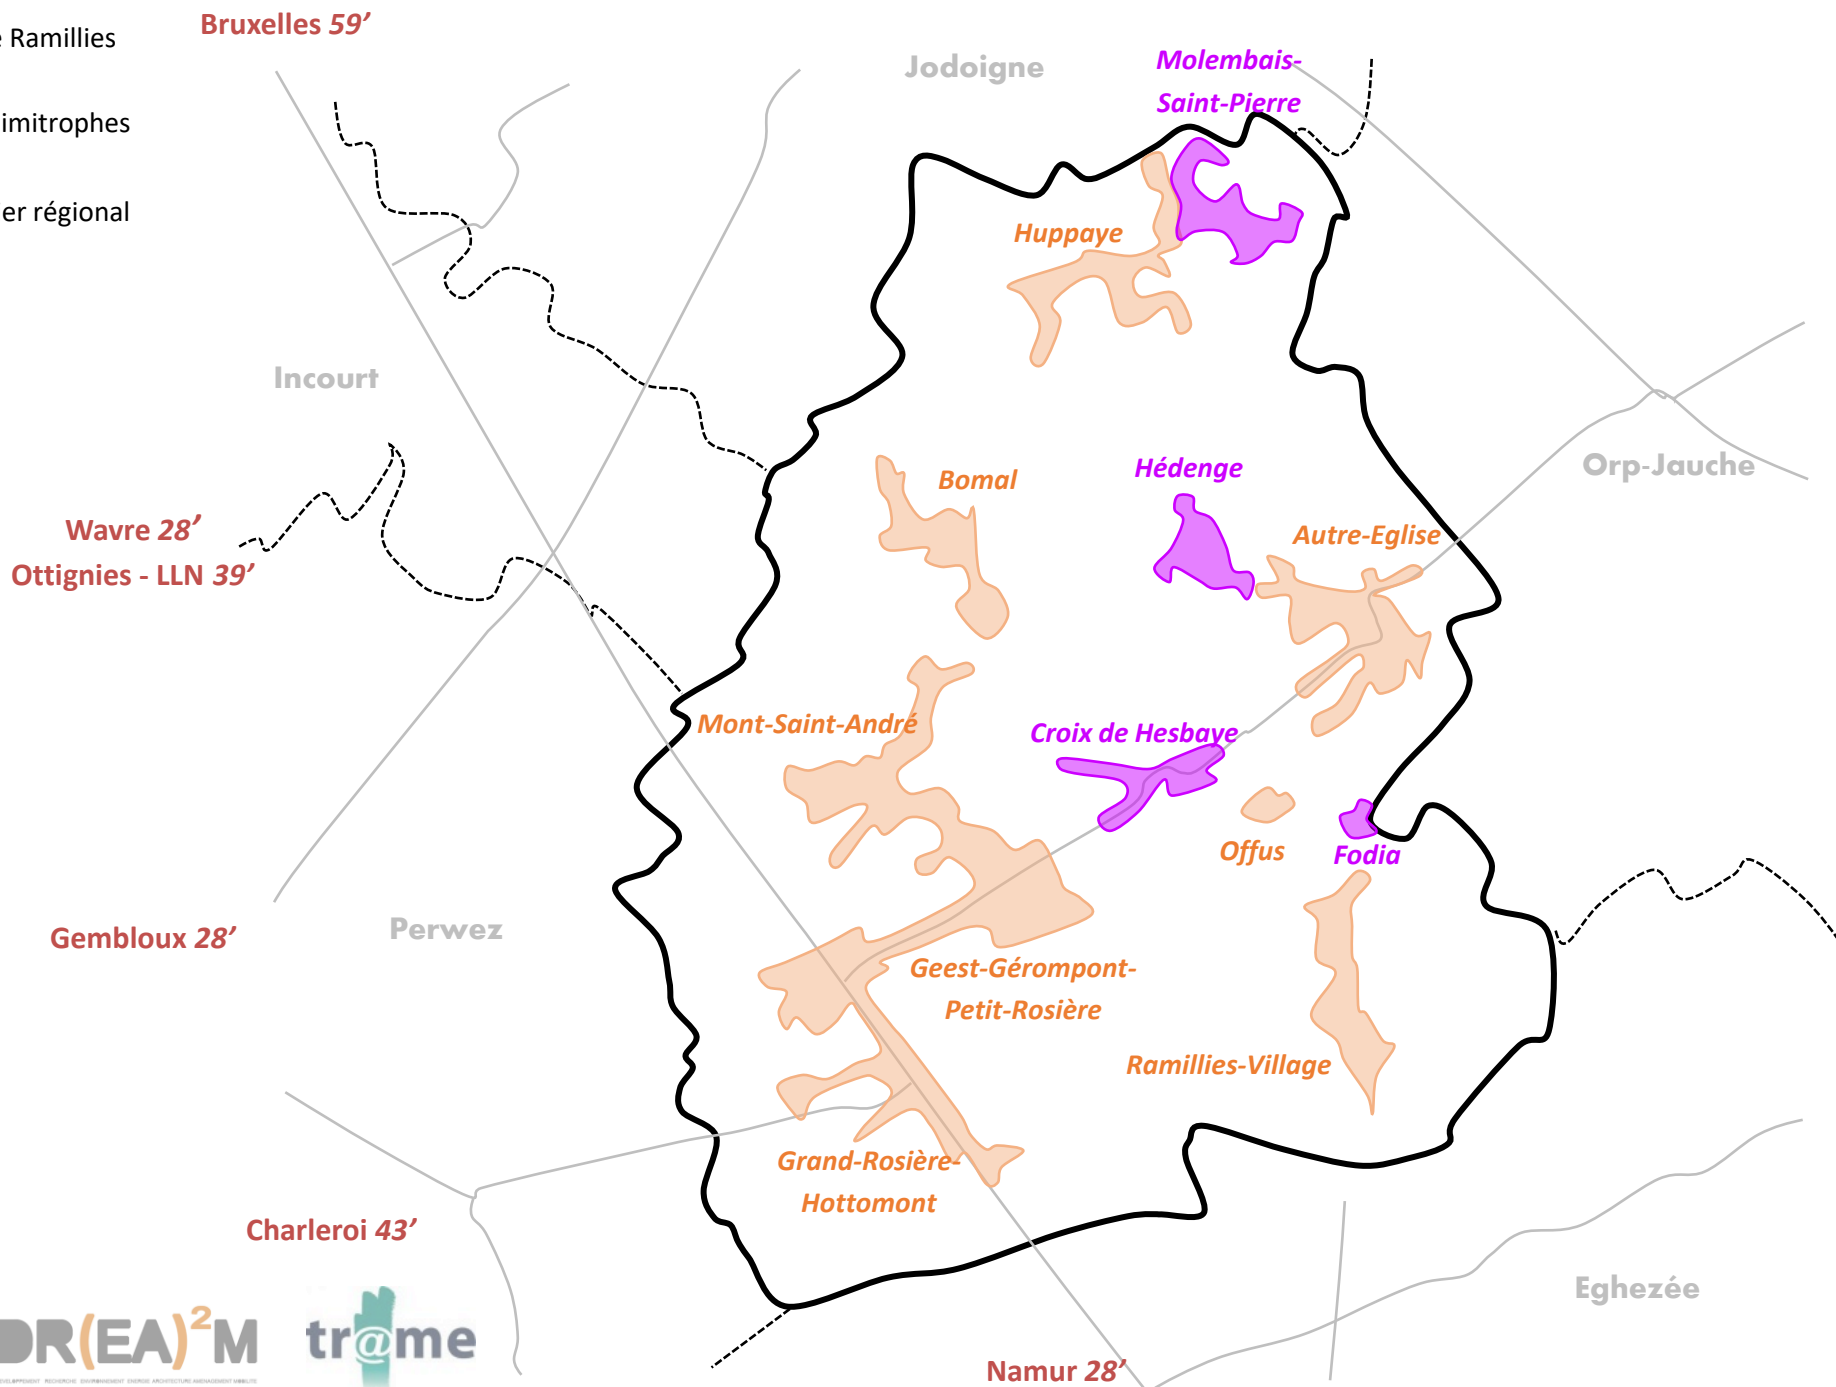 Bruxelles 59’
e Ramillies
imitrophes
er régional
Jodoigne
Molembais-
Saint-Pierre
Huppaye
Incourt
Bomal
Hédenge
Orp-Jauche
Autre-Eglise
Wavre 28’
Ottignies - LLN 39’
Mont-Saint-André
Croix de Hesbaye
Offus
Fodia
Gembloux 28’
Perwez
Geest-Gérompont-
Petit-Rosière
Ramillies-Village
Grand-Rosière-
Hottomont
Charleroi 43’
Eghezée
DR(EA)²M
tr@me
Namur 28’